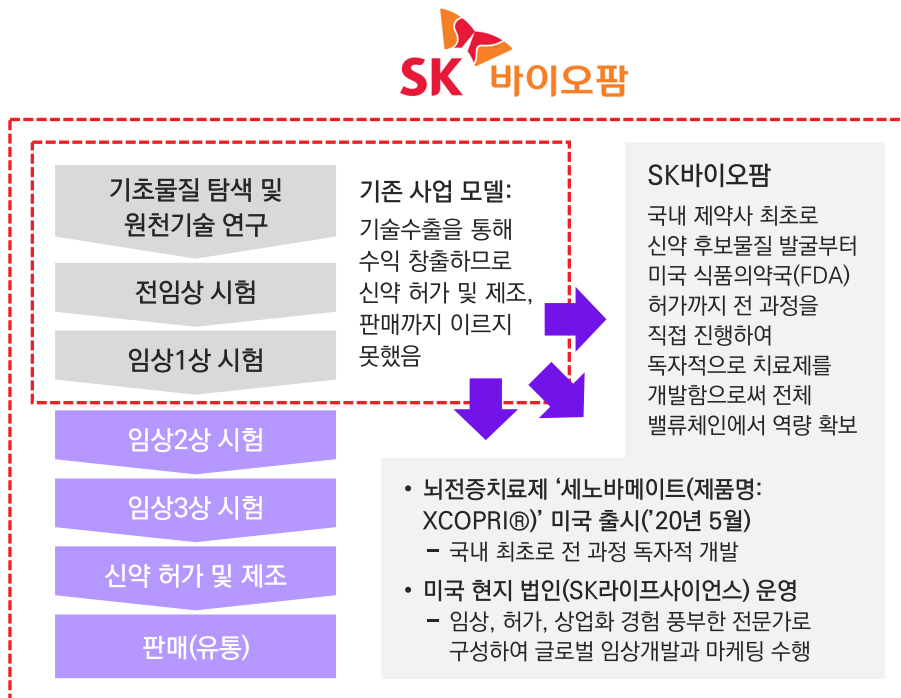 SK 바이오팜
기초물질 탐색 및
원천기술 연구
전임상 시험
임상1상 시험
임상2상 시험
임상3상 시험
신약 허가 및 제조
판매(유통)
기존 사업 모델:
기술수출을 통해
수익 창출하므로
신약 허가 및 제조,
판매까지 이르지
못했음
SK바이오팜
국내 제약사 최초로
신약 후보물질 발굴부터
미국 식품의약국(FDA)
허가까지 전 과정을
직접 진행하여
독자적으로 치료제를
개발함으로써 전체
밸류체인에서 역량 확보
• 뇌전증치료제 ‘세노바메이트(제품명:
XCOPRI®)’ 미국 출시(’20년 5월)
– 국내 최초로 전 과정 독자적 개발
• 미국 현지 법인(SK라이프사이언스) 운영
– 임상, 허가, 상업화 경험 풍부한 전문가로
구성하여 글로벌 임상개발과 마케팅 수행